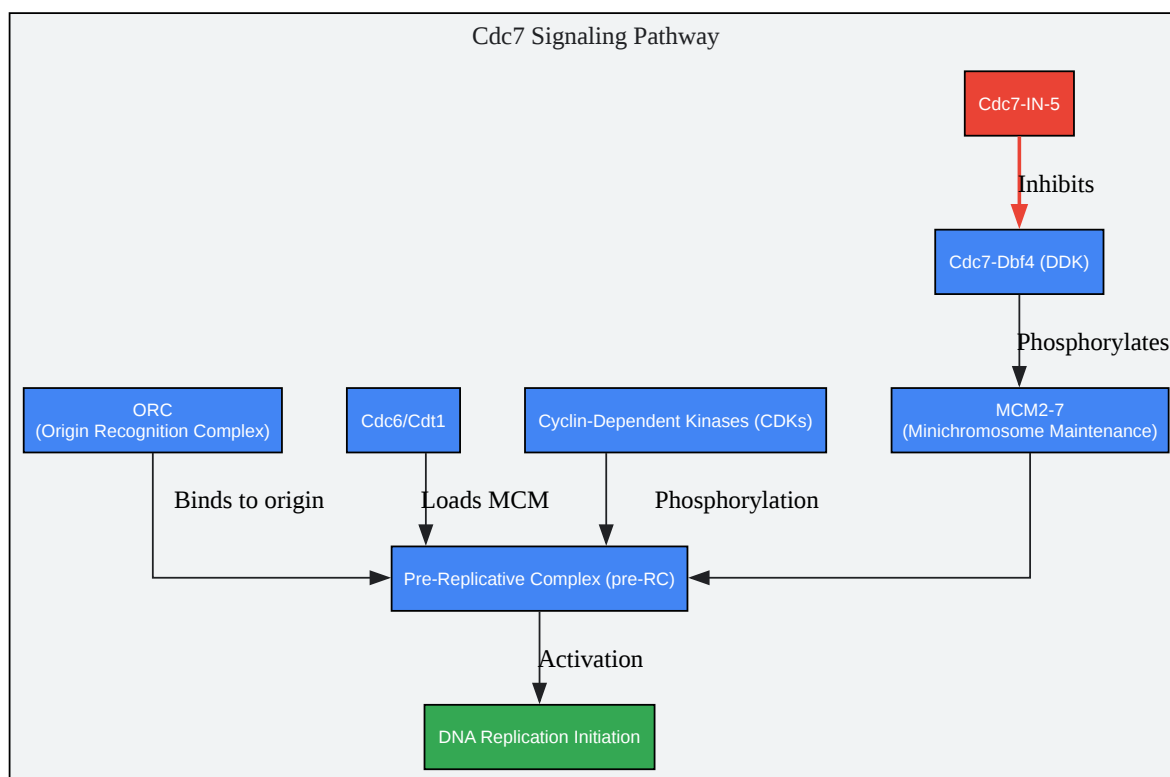 Cdc7 Signaling Pathway
Cdc7-IN-5
Inhibits
Cdc7-Dbf4 (DDK)
Phosphorylates
ORC
(Origin Recognition Complex)
Cdc6/Cdt1
Cyclin-Dependent Kinases (CDKs)
MCM2-7
(Minichromosome Maintenance)
Binds to origin
Loads MCM
Phosphorylation
Pre-Replicative Complex (pre-RC)
Activation
DNA Replication Initiation